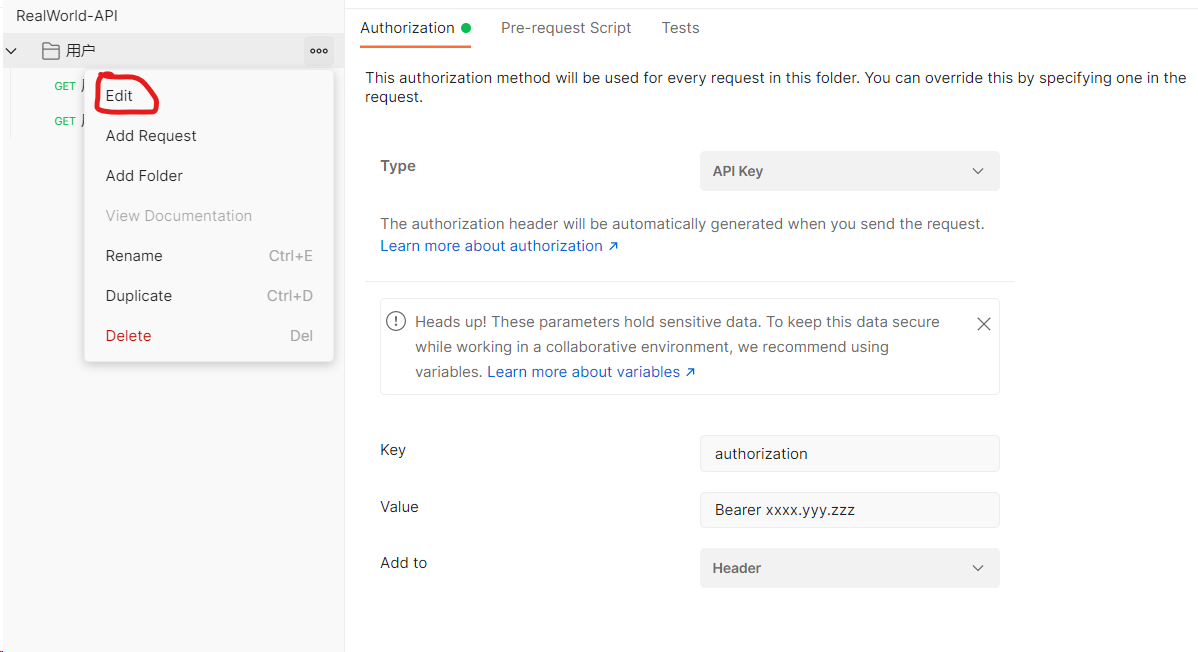 RealWorld-API
用户
GET
Edit
GET
Add Request
Add Folder
View Documentation
Rename Ctrl+E
Duplicate Ctrl+D
Delete Del
Authorization Pre-request Script Tests
This authorization method will be used for every request in this folder. You can override this by specifying one in the
request.
Type API Key
The authorization header will be automatically generated when you send the request.
Learn more about authorization ↗
Heads up! These parameters hold sensitive data. To keep this data secure
while working in a collaborative environment, we recommend using
variables. Learn more about variables ↗
Key authorization
Value Bearer xxxx.yyy.zzz
Add to Header